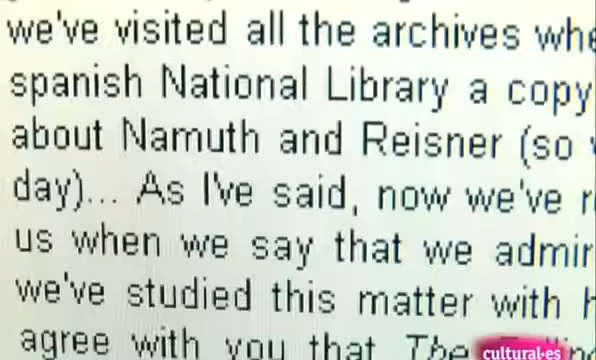 we've visited all the archives whe
spanish National Library a copy
about Namuth and Reisner (so
day)... As I've said, now we've r
us when we say that we admir
we've studied this matter with h
agree with you that The
cultural·es